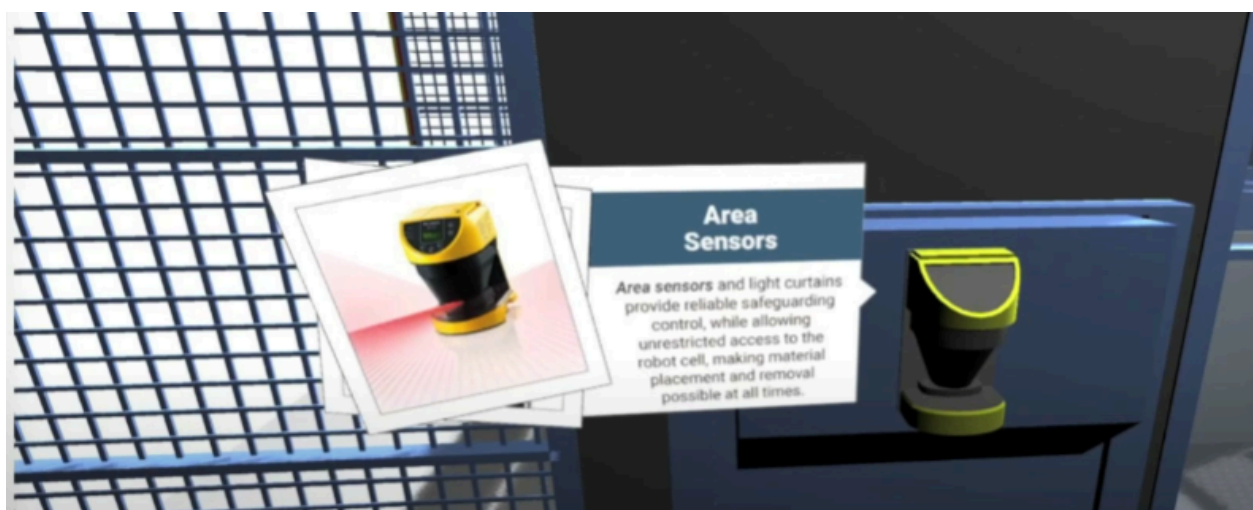 Area
Sensors
Area sensors and light curtains
provide reliable safeguarding
control, while allowing
unrestricted access to the
robot cell, making material
placement and removal
possible at all times.